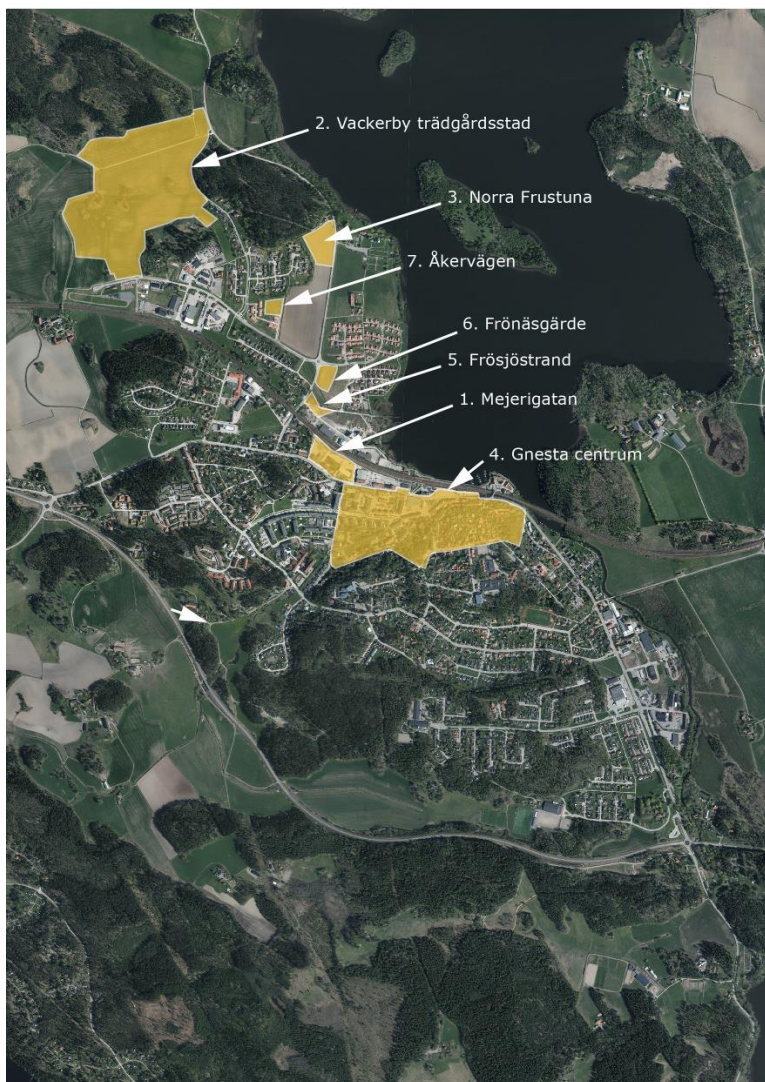 2. Vackerby trädgårdsstad
3. Norra Frustuna
7. Åkervägen
6. Frönäsgärde
5. Frösjöstrand
1. Mejerigatan
4. Gnesta centrum